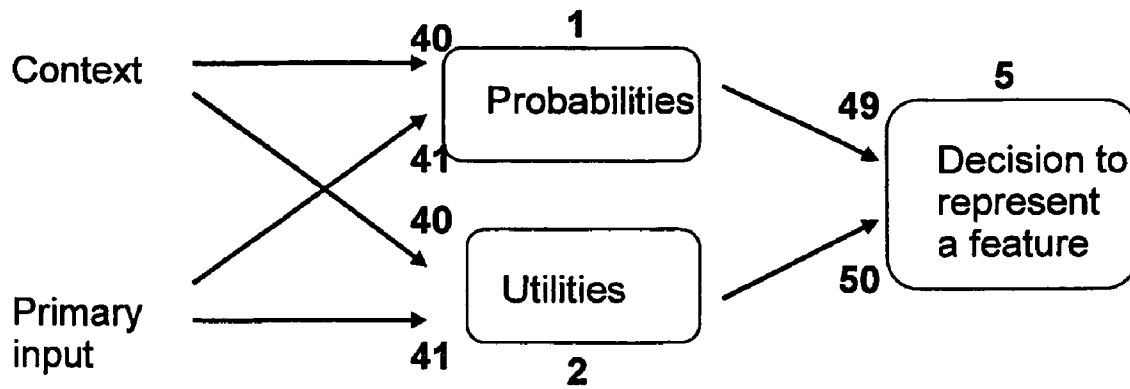 1
40
Context
Probabilities
41
5
49
Decision to
represent
a feature
50
40
Utilities
Primary
input
41
2